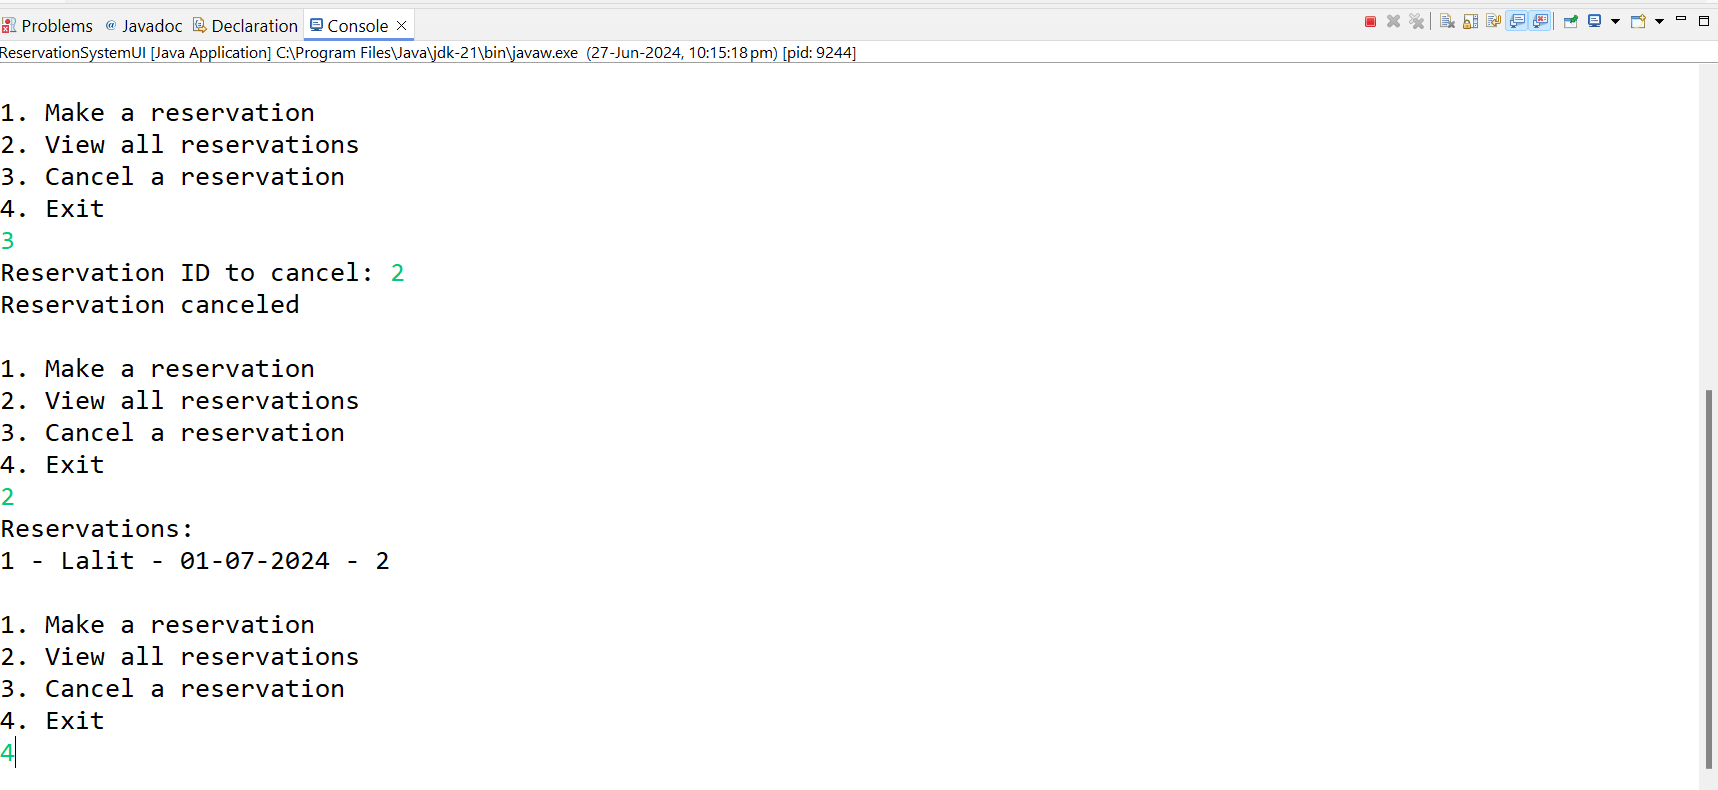 Problems @ Javadoc Declaration Console
ReservationSystemUI [Java Application] C:\Program Files\Java\jdk-21\bin\javaw.exe (27-Jun-2024, 10:15:18 pm) [pid: 9244]
1. Make a reservation
2. View all reservations
3. Cancel a reservation
4. Exit
3
Reservation ID to cancel: 2
Reservation canceled
1. Make a reservation
2. View all reservations
3. Cancel a reservation
4. Exit
2
Reservations:
1 - Lalit - 01-07-2024 - 2
1. Make a reservation
2. View all reservations
3. Cancel a reservation
4. Exit
4